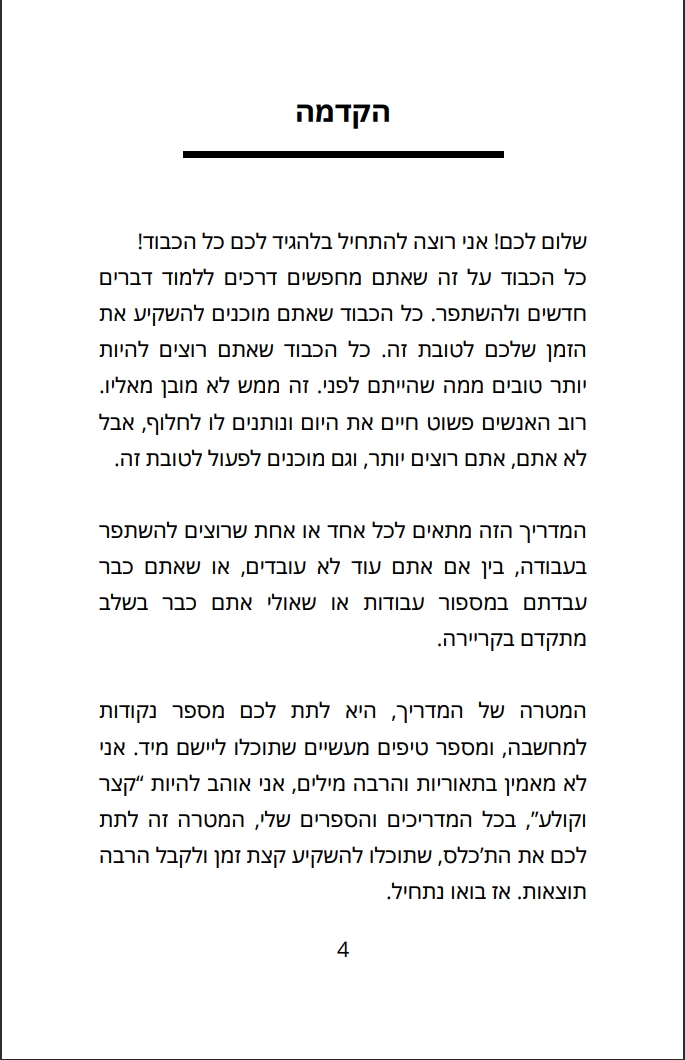 הקדמה
שלום לכם! אני רוצה להתחיל בלהגיד לכם כל הכבוד!
כל הכבוד על זה שאתם מחפשים דרכים ללמוד דברים
חדשים ולהשתפר. כל הכבוד שאתם מוכנים להשקיע את
הזמן שלכם לטובת זה. כל הכבוד שאתם רוצים להיות
יותר טובים ממה שהייתם לפני. זה ממש לא מובן מאליו.
רוב האנשים פשוט חיים את היום ונותנים לו לחלוף, אבל
לא אתם, אתם רוצים יותר, וגם מוכנים לפעול לטובת זה.
המדריך הזה מתאים לכל אחד או אחת שרוצים להשתפר
בעבודה, בין אם אתם עוד לא עובדים, או שאתם כבר
עבדתם במספור עבודות או שאולי אתם כבר בשלב
מתקדם בקריירה.
המטרה של המדריך, היא לתת לכם מספר נקודות
למחשבה, ומספר טיפים מעשיים שתוכלו ליישם מיד. אני
לא מאמין בתאוריות והרבה מילים, אני אוהב להיות “קצר
וקולע”, בכל המדריכים והספרים שלי, המטרה זה לתת
לכם את הת’כלס, שתוכלו להשקיע קצת זמן ולקבל הרבה
תוצאות. אז בואו נתחיל.
4